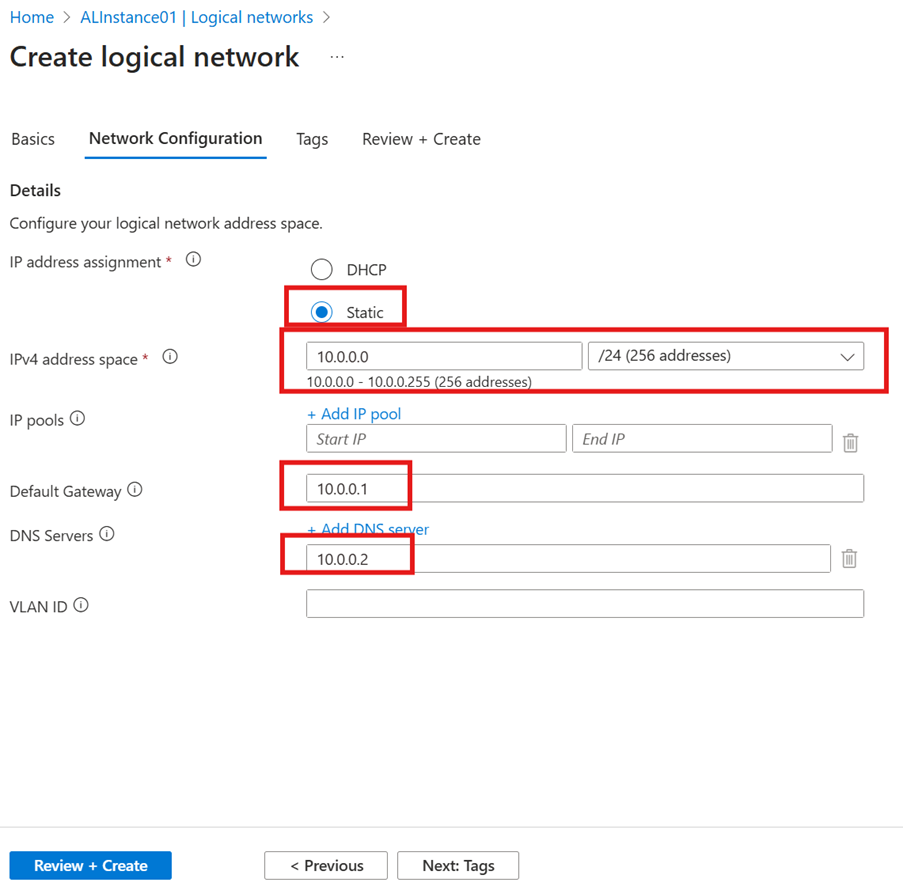 Home > ALInstance01 | Logical networks >
Create logical network ...
Basics Network Configuration Tags Review + Create
Details
Configure your logical network address space.
IP address assignment *
DHCP
Static
IPv4 address space * 10.0.0.0 /24 (256 addresses)
10.0.0.0 - 10.0.0.255 (256 addresses)
IP pools + Add IP pool
Start IP End IP
Default Gateway 10.0.0.1
DNS Servers + Add DNS server
10.0.0.2
VLAN ID
Review + Create < Previous Next: Tags